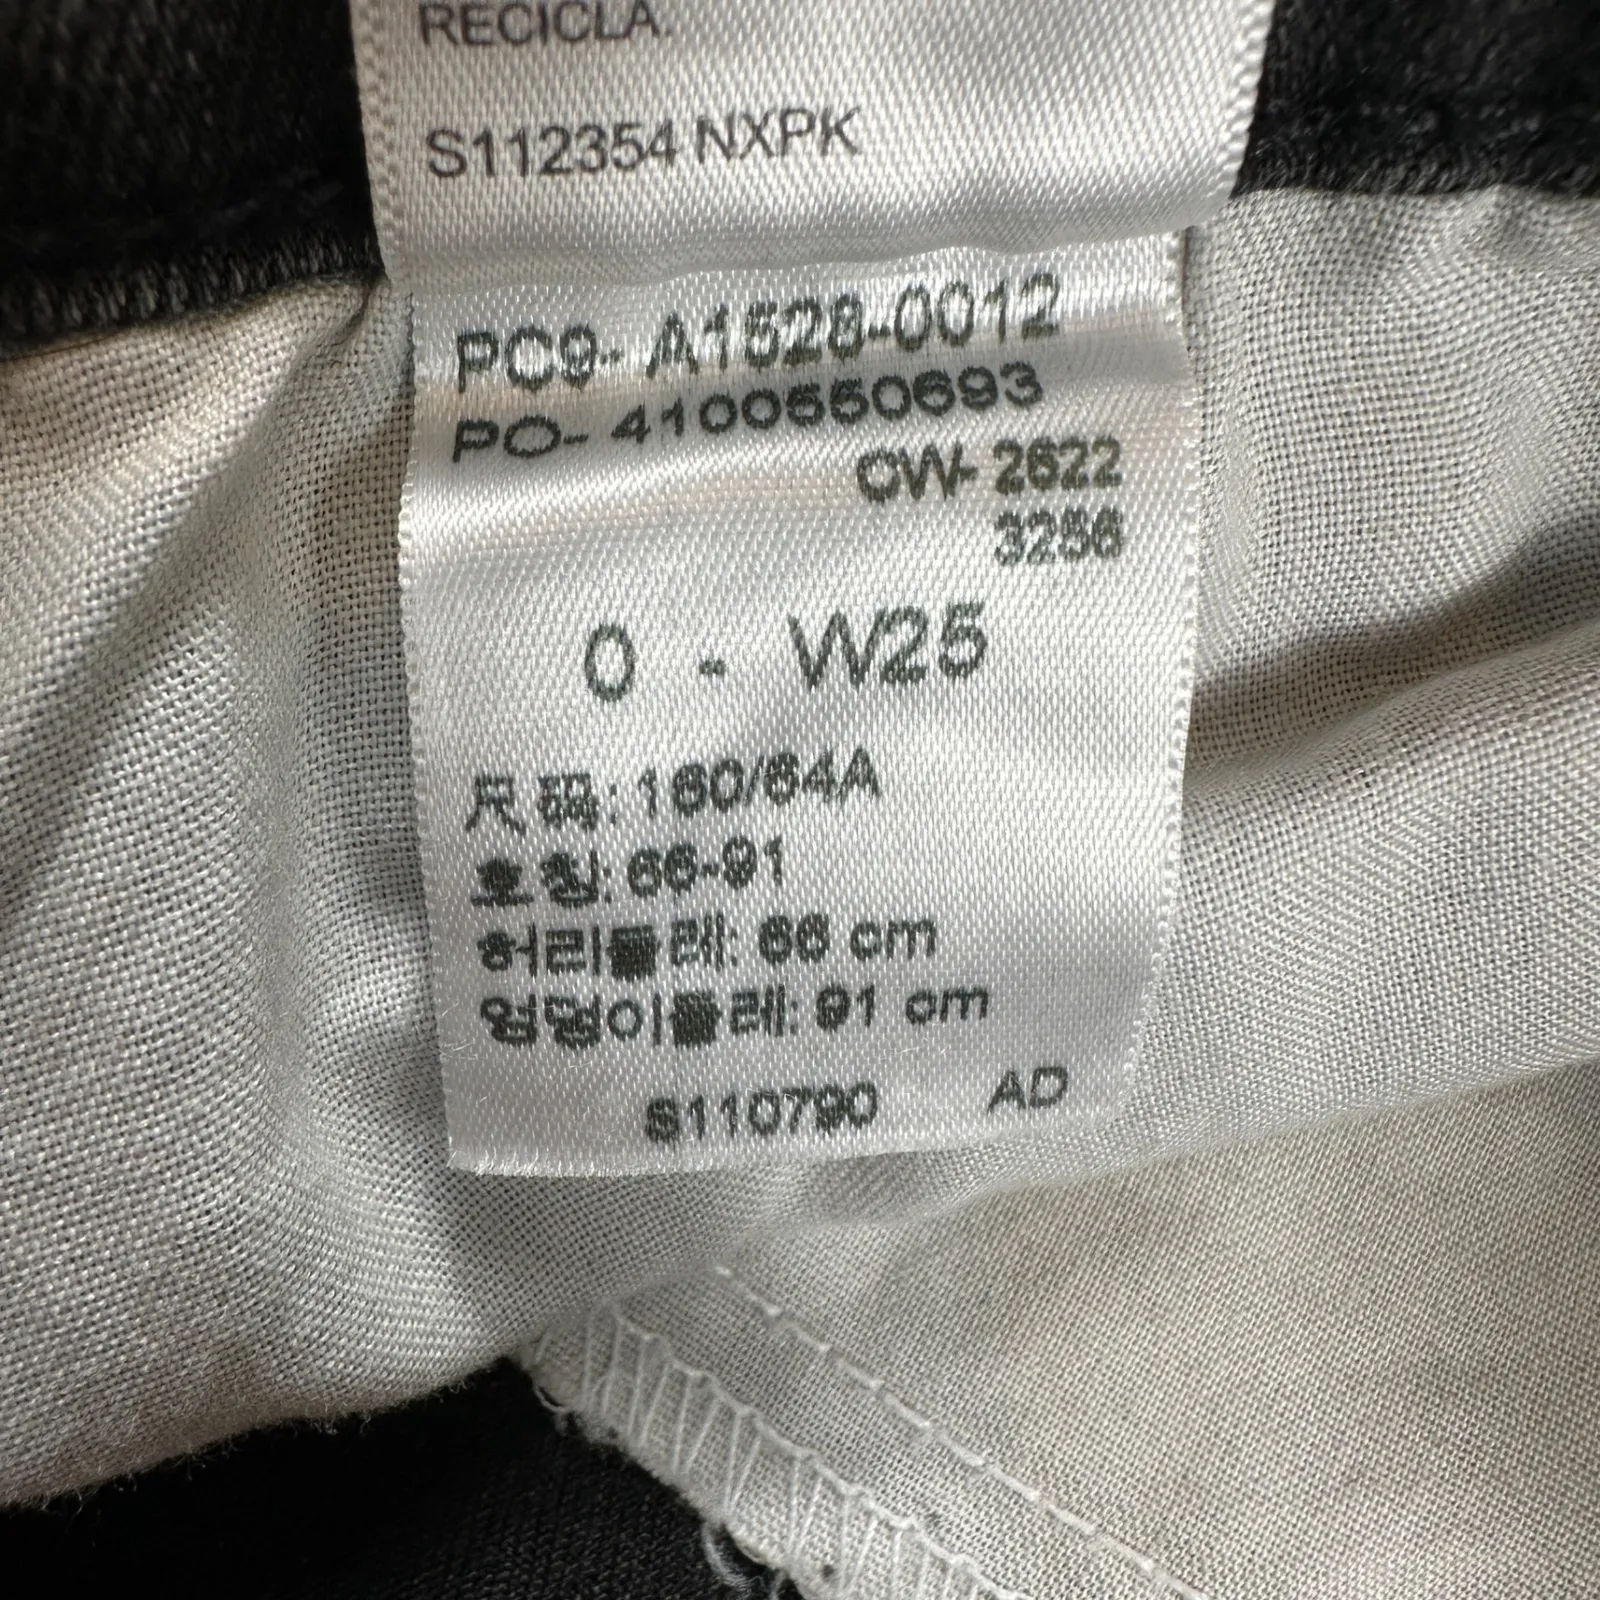 RECICLA.
S112354 NXPK
PC9- A1528-0012
PO- 4100550693
CW- 2622
3256
0 - W25
尺码: 160/64A
호칭: 66-91
허리둘레: 66 cm
엉덩이둘레: 91 cm
S110790 AD